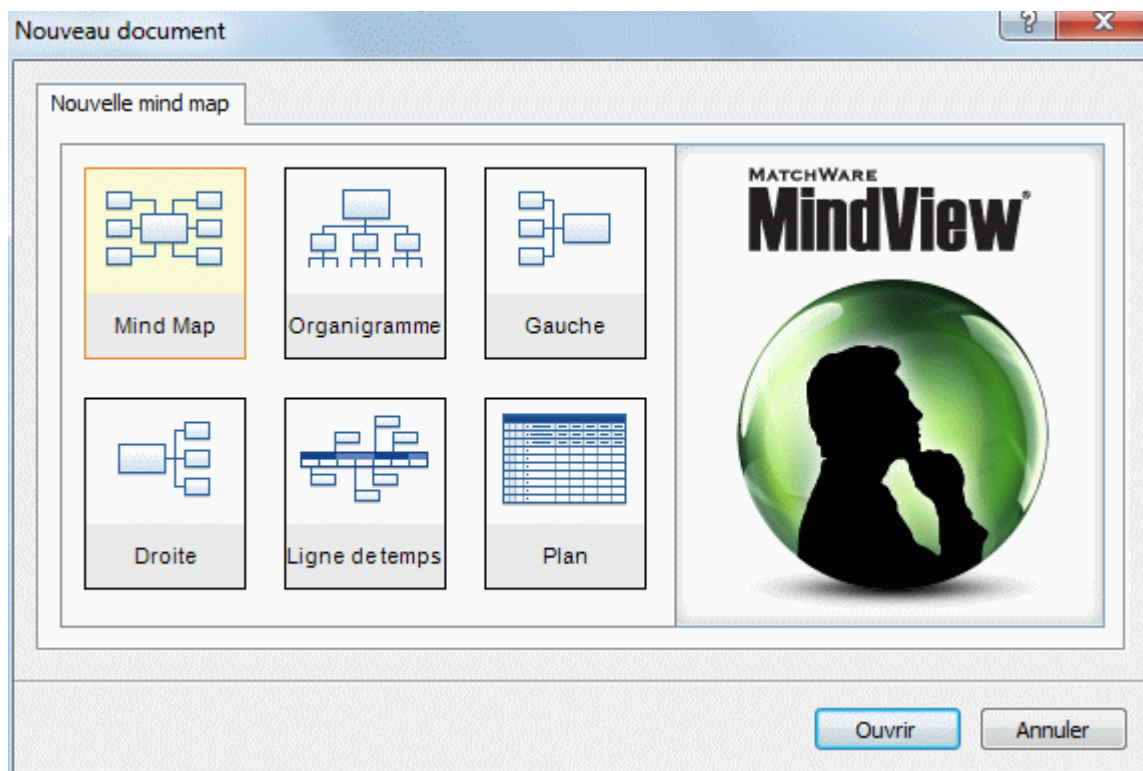 Nouveau document
Nouvelle mind map
MATCHWARE
MindView®
Mind Map
Organigramme
Gauche
Droite
Ligne de temps
Plan
Ouvrir
Annuler